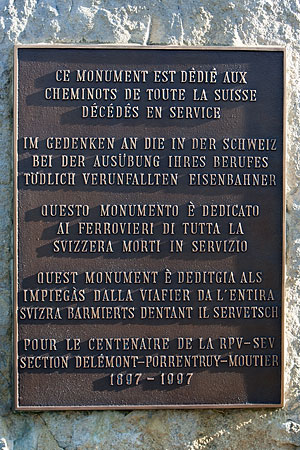 CE MONUMENT EST DÈDIÈ AUX
CHEMINOTS DE TOUTE LA SUISSE
DÉCÉDÉS EN SERVICE
IM GEDENKEN AN DIE IN DER SCHWEIZ
BEI DER AUSÜBUNG IHRES BERUFES
TÖDLICH VERUNFALLTEN EISENBAHNER
QUESTO MONUMENTO È DEDICATO
AI FERROVIERI DI TUTTA LA
SVIZZERA MORTI IN SERVIZIO
QUEST MONUMENT È DEDITGIA ALS
IMPIEGÀS DALLA VIAFIER DA L'ENTIRA
SVIZRA BARMIERTS DENTANT IL SERVETSCH
POUR LE CENTENAIRE DE LA RPV-SEV
SECTION DELÉMONT-PORRENTRUY-MOUTIER
1897-1997